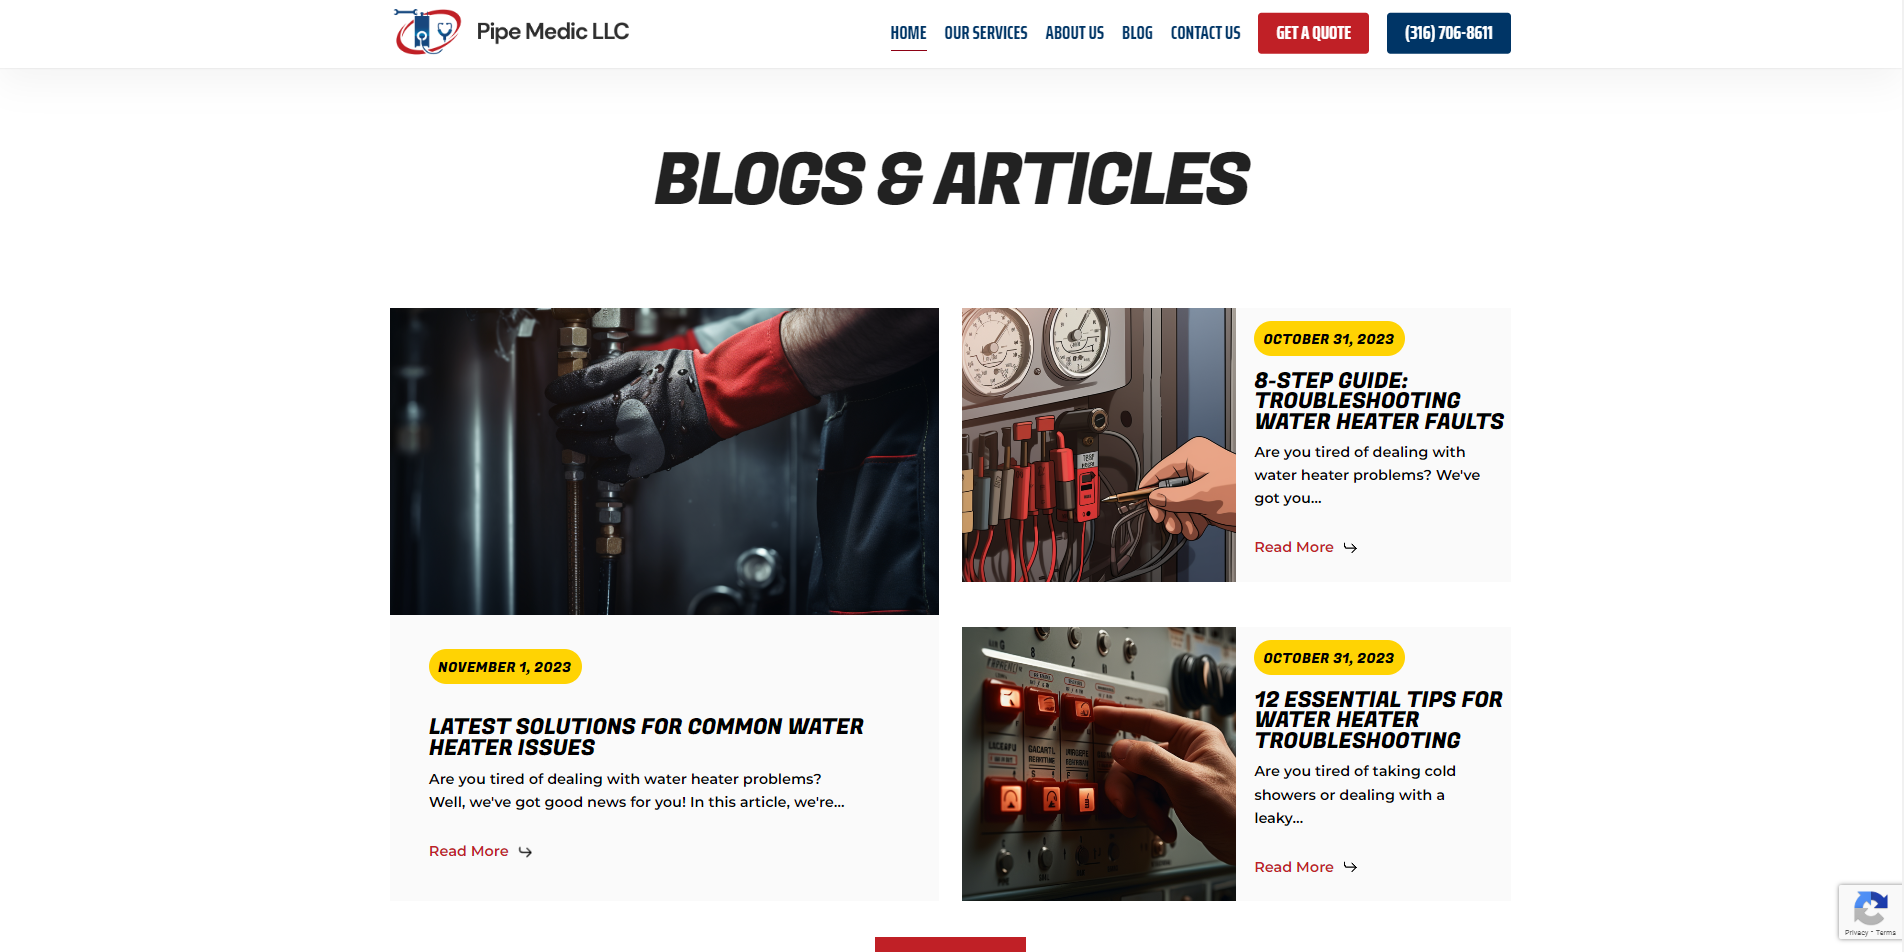 Pipe Medic LLC
HOME
OUR SERVICES
ABOUT US
BLOG
CONTACT US
GET A QUOTE
(316) 706-8611
BLOGS & ARTICLES
NOVEMBER 1, 2023
LATEST SOLUTIONS FOR COMMON WATER
HEATER ISSUES
Are you tired of dealing with water heater problems?
Well, we've got good news for you! In this article, we're...
Read More
OCTOBER 31, 2023
8-STEP GUIDE:
TROUBLESHOOTING
WATER HEATER FAULTS
Are you tired of dealing with
water heater problems? We've
got you...
Read More
OCTOBER 31, 2023
12 ESSENTIAL TIPS FOR
WATER HEATER
TROUBLESHOOTING
Are you tired of taking cold
showers or dealing with a
leaky...
Read More
Privacy - Terms